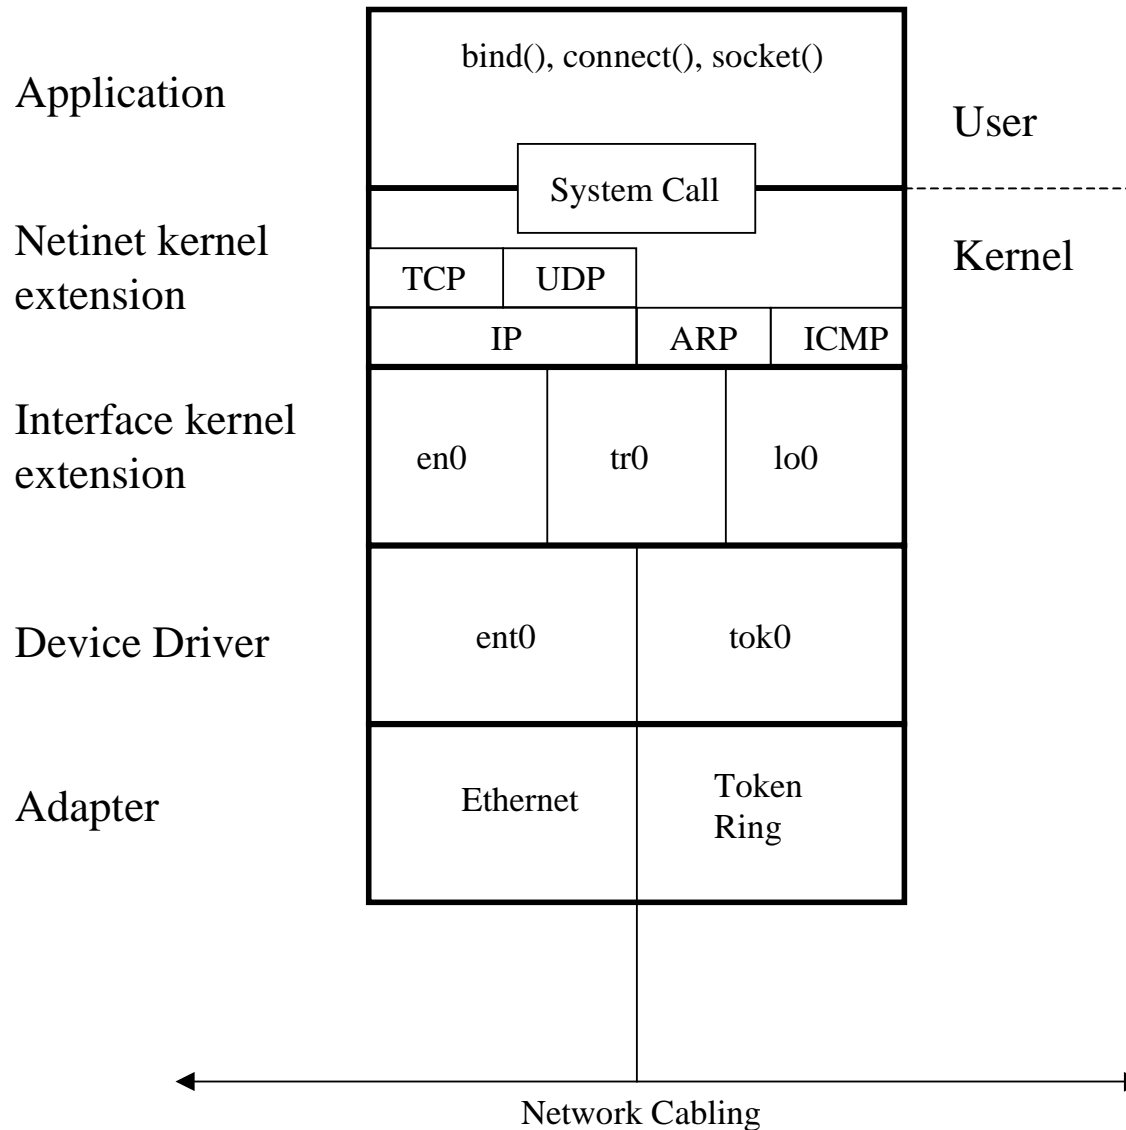 bind(), connect(), socket()
Application
User
System Call
Netinet kernel
extension
Kernel
TCP
UDP
IP
ARP
ICMP
Interface kernel
extension
en0
tr0
lo0
Device Driver
ent0
tok0
Adapter
Ethernet
Token
Ring
Network Cabling